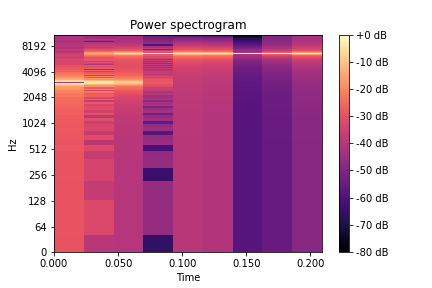 Power spectrogram
8192
4096
2048
1024
512
256
128
64
0
Hz
0.000 0.050 0.100 0.150 0.200
Time
+0 dB
-10 dB
-20 dB
-30 dB
-40 dB
-50 dB
-60 dB
-70 dB
-80 dB